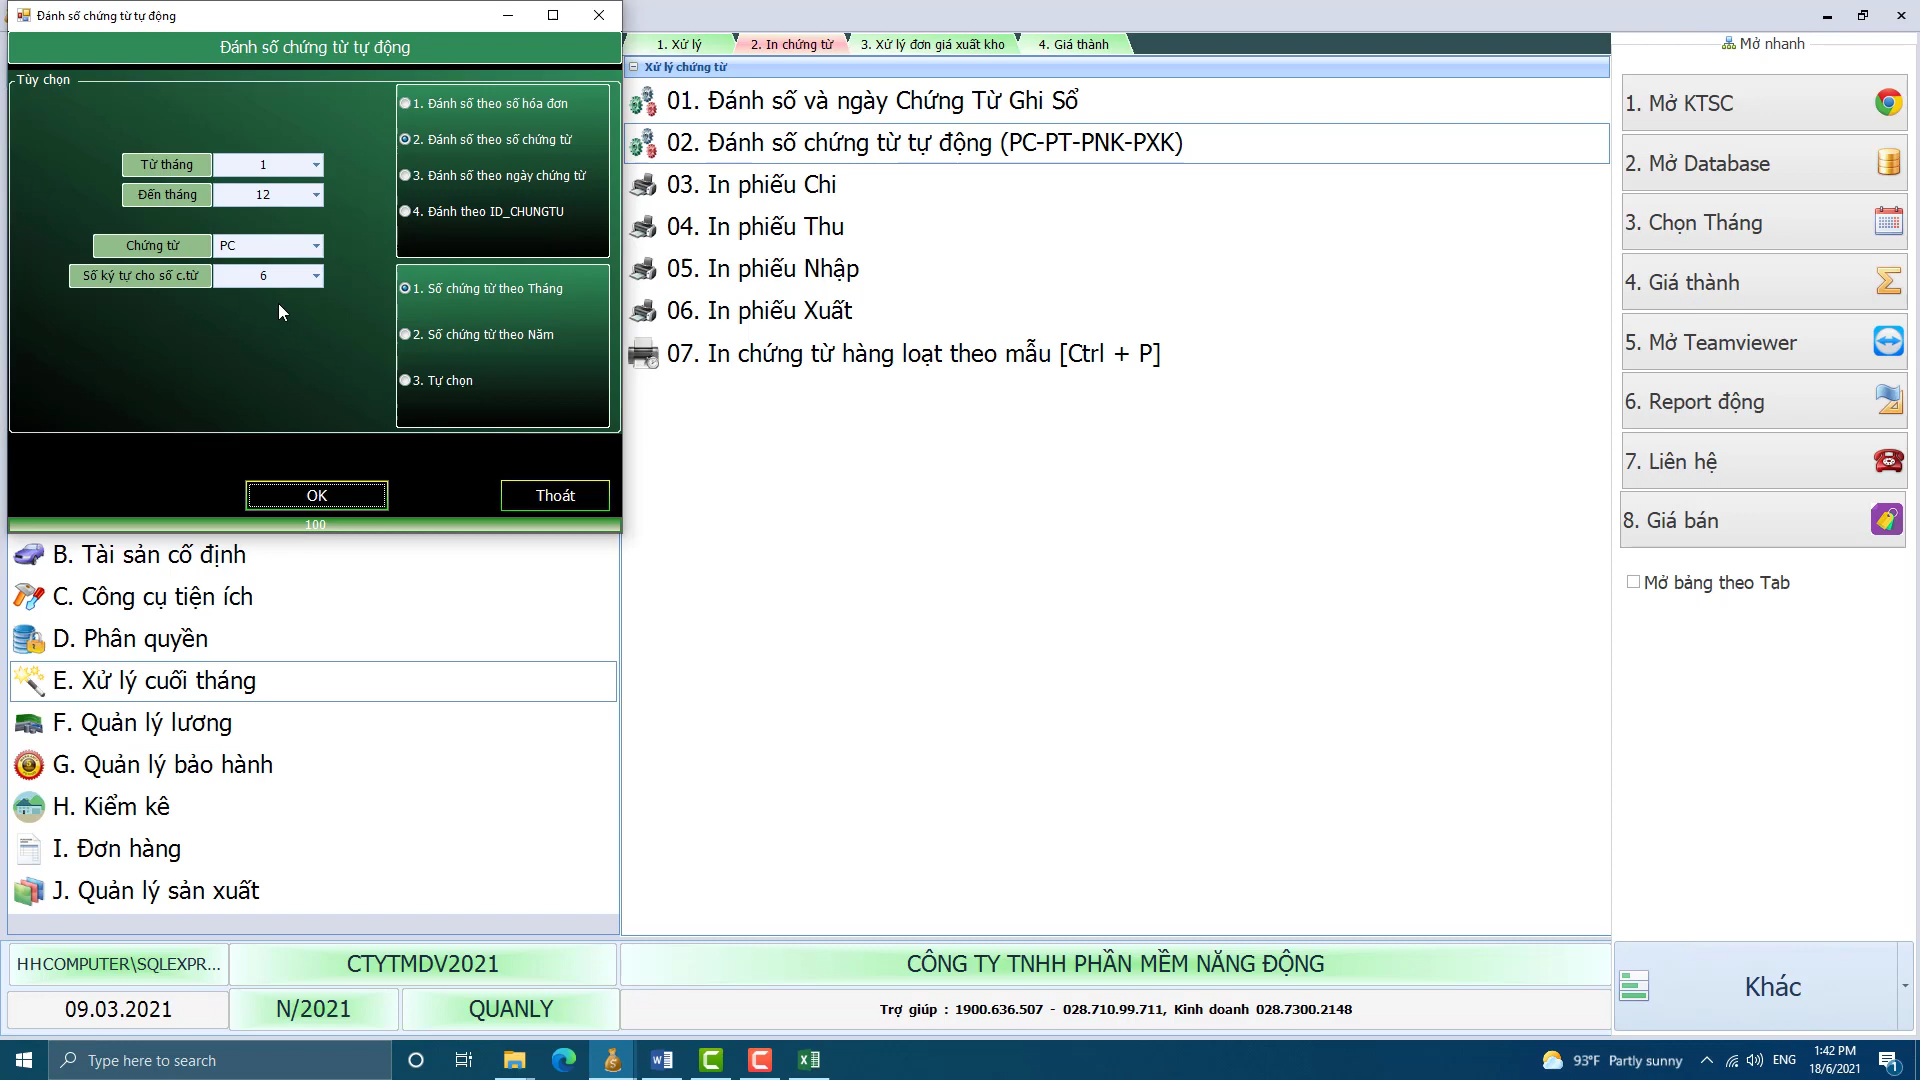 Đánh số chứng từ tự động
Đánh số chứng từ tự động
Tùy chọn
Từ tháng 1
Đến tháng 12
Chứng từ PC
Số ký tự cho số c.từ 6
1. Đánh số theo số hóa đơn
2. Đánh số theo số chứng từ
3. Đánh số theo ngày chứng từ
4. Đánh theo ID_CHUNGTU
1. Số chứng từ theo Tháng
2. Số chứng từ theo Năm
3. Tự chọn
OK
Thoát
100
B. Tài sản cố định
C. Công cụ tiện ích
D. Phân quyền
E. Xử lý cuối tháng
F. Quản lý lương
G. Quản lý bảo hành
H. Kiểm kê
I. Đơn hàng
J. Quản lý sản xuất
1. Xử lý
2. In chứng từ
3. Xử lý đơn giá xuất kho
4. Giá thành
Xử lý chứng từ
01. Đánh số và ngày Chứng Từ Ghi Sổ
02. Đánh số chứng từ tự động (PC-PT-PNK-PXK)
03. In phiếu Chi
04. In phiếu Thu
05. In phiếu Nhập
06. In phiếu Xuất
07. In chứng từ hàng loạt theo mẫu [Ctrl + P]
Mở nhanh
1. Mở KTSC
2. Mở Database
3. Chọn Tháng
4. Giá thành
5. Mở Teamviewer
6. Report động
7. Liên hệ
8. Giá bán
Mở bảng theo Tab
HHCOMPUTER\SQLEXPR...
CTYTMDV2021
CÔNG TY TNHH PHẦN MỀM NĂNG ĐỘNG
09.03.2021
N/2021
QUANLY
Trợ giúp : 1900.636.507 - 028.710.99.711, Kinh doanh 028.7300.2148
Khác
Type here to search
93°F Partly sunny
ENG
1:42 PM
18/6/2021
1